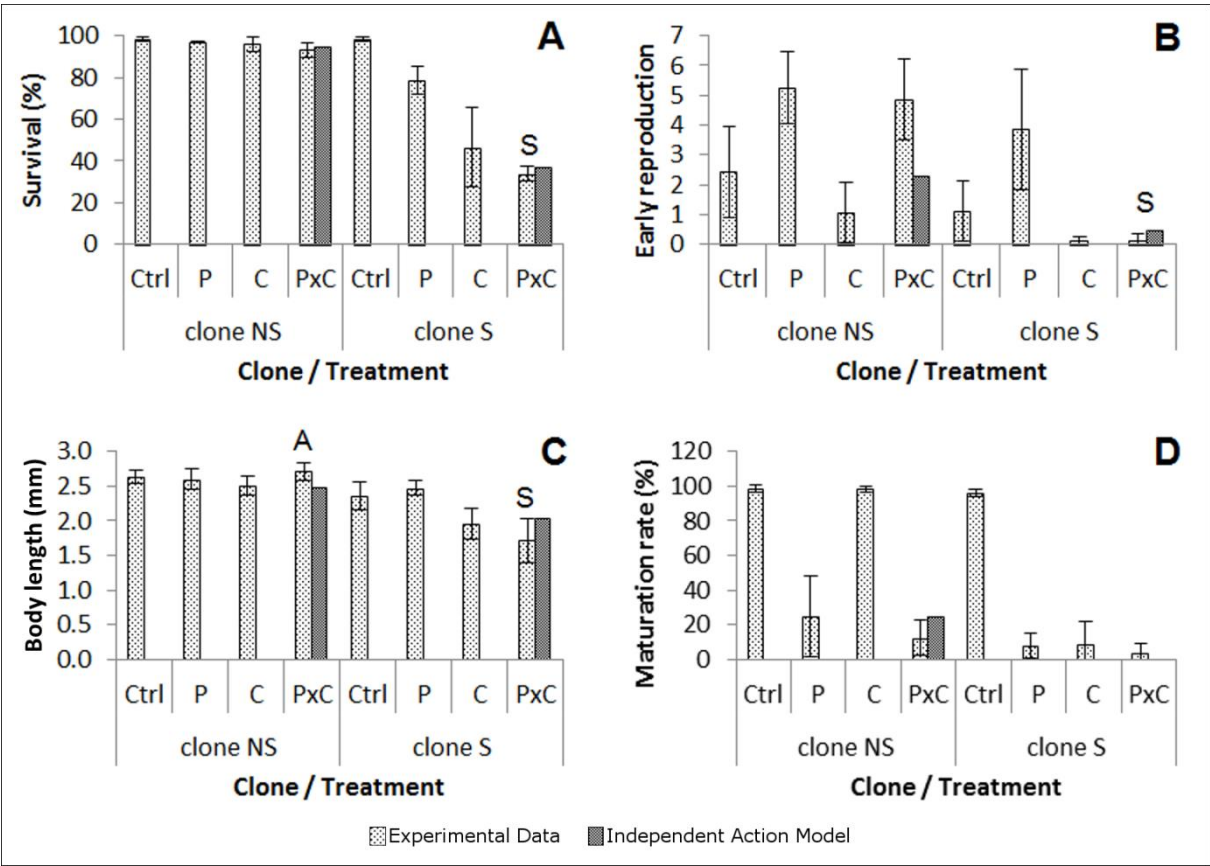 A
Survival (%)
100
80
60
40
20
0
S
Ctrl P C PxC Ctrl P C PxC
clone NS clone S
Clone / Treatment
B
Early reproduction
7
6
5
4
3
2
1
0
S
Ctrl P C PxC Ctrl P C PxC
clone NS clone S
Clone / Treatment
C
Body length (mm)
3.0
2.5
2.0
1.5
1.0
0.5
0.0
A
S
Ctrl P C PxC Ctrl P C PxC
clone NS clone S
Clone / Treatment
D
Maturation rate (%)
120
100
80
60
40
20
0
Ctrl P C PxC Ctrl P C PxC
clone NS clone S
Clone / Treatment
Experimental Data Independent Action Model